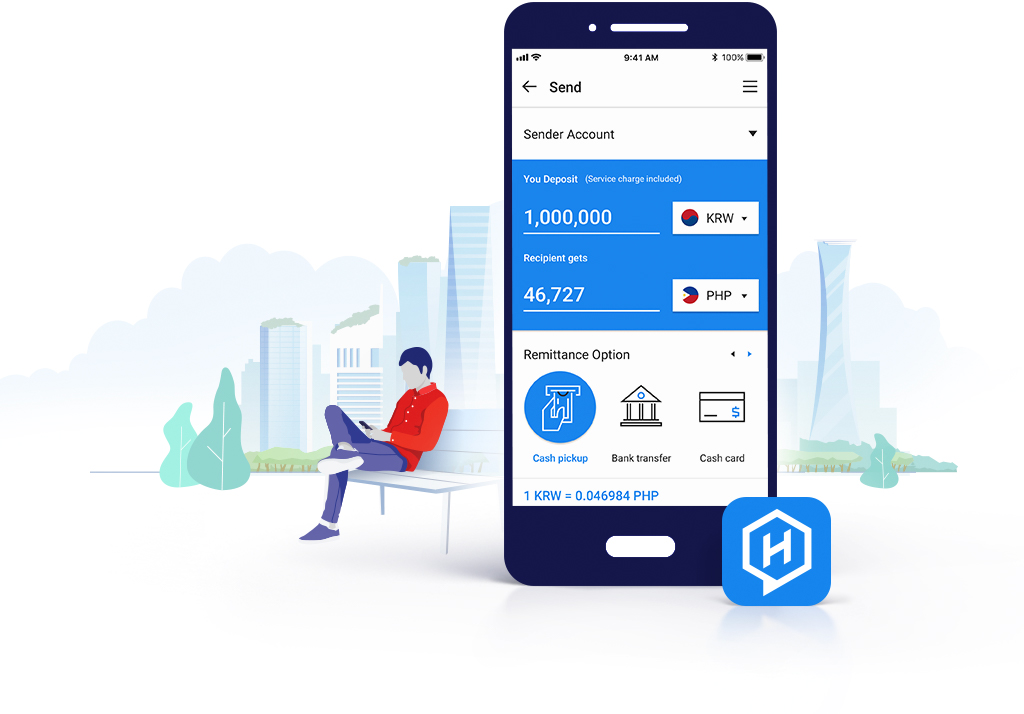 9:41 AM
100%
Send
Sender Account
You Deposit (Service charge included)
1,000,000
KRW
Recipient gets
46,727
PHP
Remittance Option
Cash pickup
Bank transfer
Cash card
1 KRW = 0.046984 PHP
H